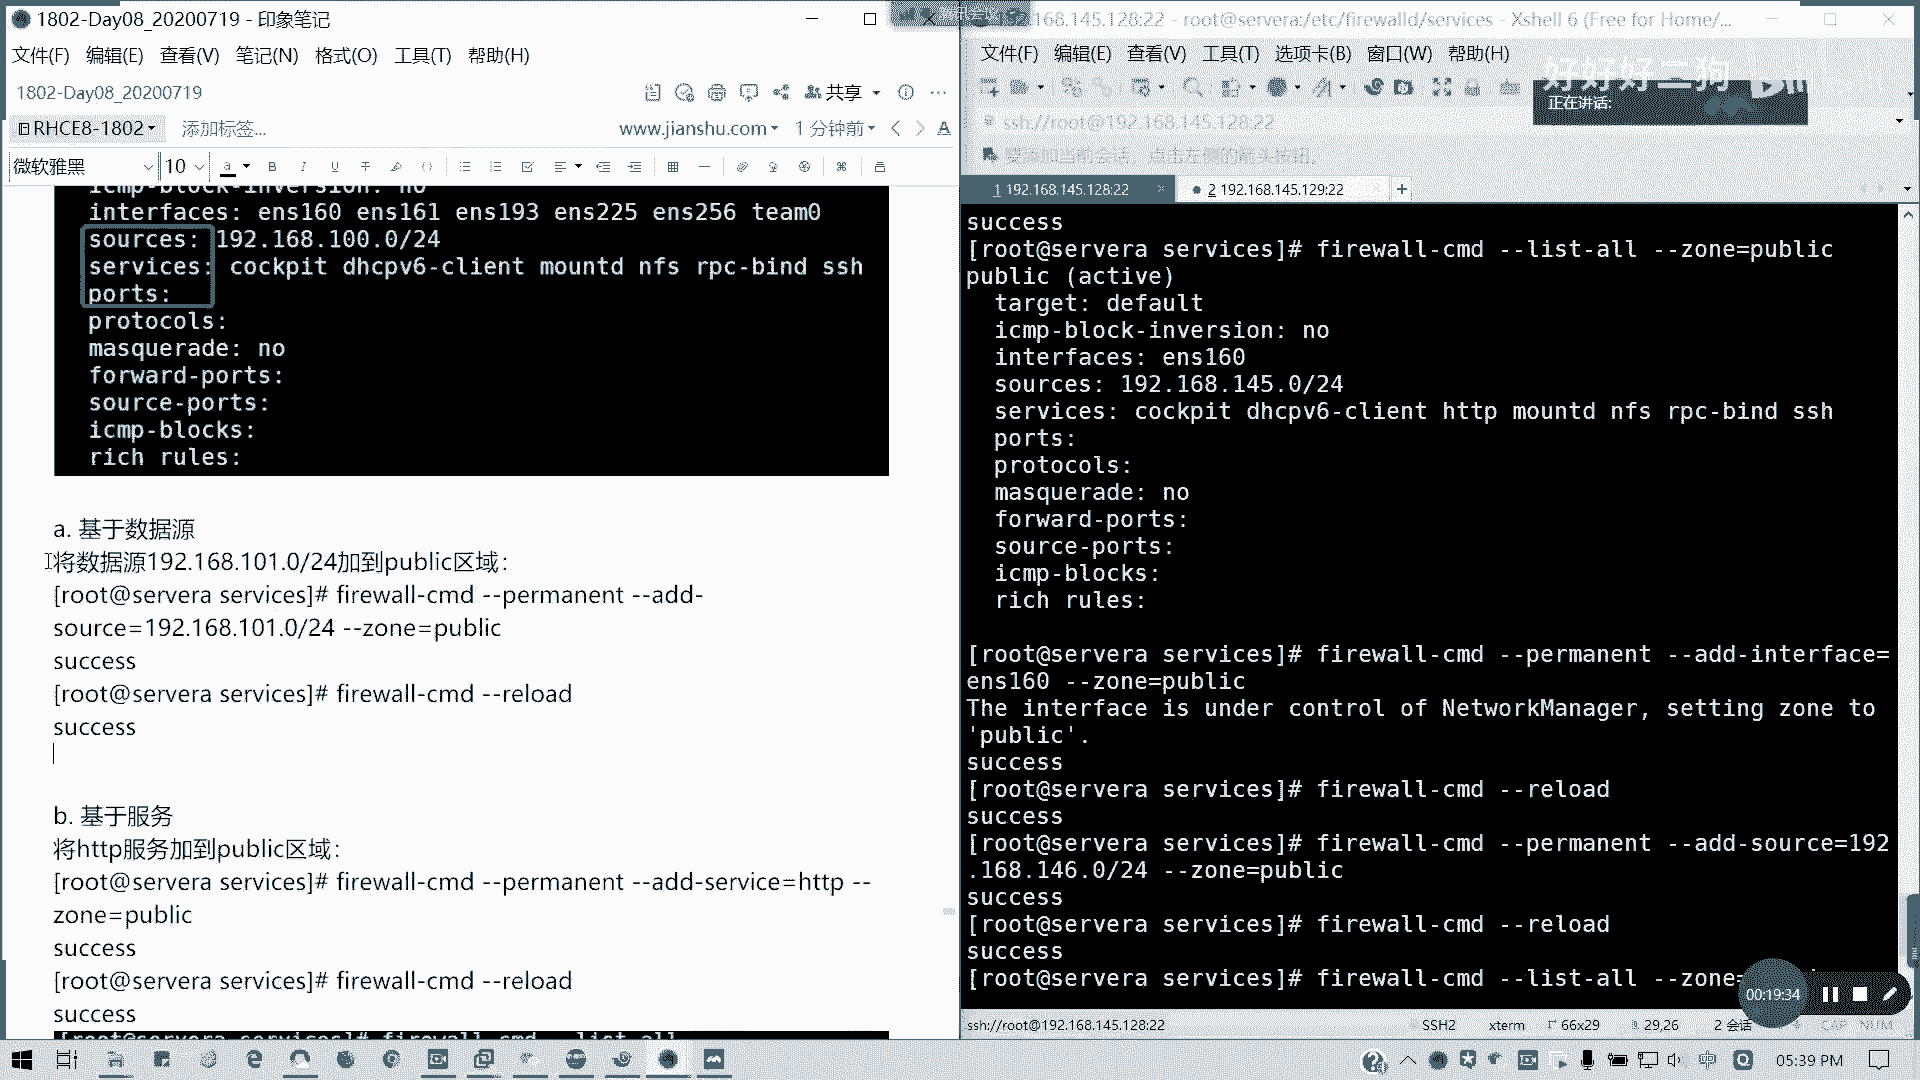 1802-Day08_20200719 - 印象笔记
文件(F) 编辑(E) 查看(V) 笔记(N) 格式(O) 工具(T) 帮助(H)
1802-Day08_20200719
共享
RHCE8-1802
添加标签...
www.jianshu.com
1 分钟前
微软雅黑
10
icmp-block-inversion: no
interfaces: ens160 ens161 ens193 ens225 ens256 team0
sources: 192.168.100.0/24
services: cockpit dhcpv6-client mountd nfs rpc-bind ssh
ports:
protocols:
masquerade: no
forward-ports:
source-ports:
icmp-blocks:
rich rules:
a. 基于数据源
将数据源192.168.101.0/24加到public区域：
[root@servera services]# firewall-cmd --permanent --add-
source=192.168.101.0/24 --zone=public
success
[root@servera services]# firewall-cmd --reload
success
b. 基于服务
将http服务加到public区域：
[root@servera services]# firewall-cmd --permanent --add-service=http --
zone=public
success
[root@servera services]# firewall-cmd --reload
success
[root@servera services]# firewall-cmd --list-all
192.168.145.128:22 - root@servera:/etc/firewalld/services - Xshell 6 (Free for Home/...
文件(F) 编辑(E) 查看(V) 工具(T) 选项卡(B) 窗口(W) 帮助(H)
好好好二狗
正在讲话:
ssh://root@192.168.145.128:22
要添加当前会话，点击左侧的箭头按钮。
1 192.168.145.128:22
2 192.168.145.129:22
success
[root@servera services]# firewall-cmd --list-all --zone=public
public (active)
target: default
icmp-block-inversion: no
interfaces: ens160
sources: 192.168.145.0/24
services: cockpit dhcpv6-client http mountd nfs rpc-bind ssh
ports:
protocols:
masquerade: no
forward-ports:
source-ports:
icmp-blocks:
rich rules:
[root@servera services]# firewall-cmd --permanent --add-interface=
ens160 --zone=public
The interface is under control of NetworkManager, setting zone to
'public'.
success
[root@servera services]# firewall-cmd --reload
success
[root@servera services]# firewall-cmd --permanent --add-source=192
.168.146.0/24 --zone=public
success
[root@servera services]# firewall-cmd --reload
success
[root@servera services]# firewall-cmd --list-all --zone=
00:19:34
ssh://root@192.168.145.128:22
SSH2
xterm
66x29
29,26
2 会话
CAP NUM
中
05:39 PM